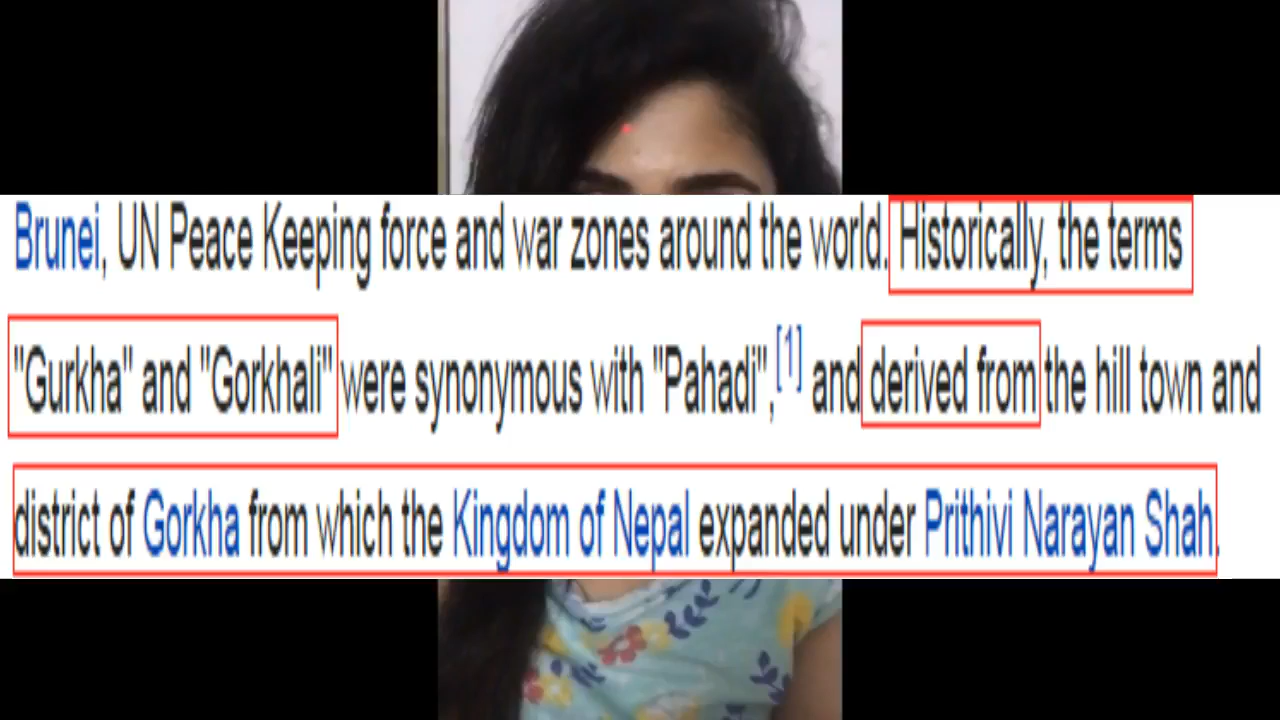 Brunei, UN Peace Keeping force and war zones around the world. Historically, the terms
"Gurkha" and "Gorkhali" were synonymous with "Pahadi",[1] and derived from the hill town and
district of Gorkha from which the Kingdom of Nepal expanded under Prithivi Narayan Shah.